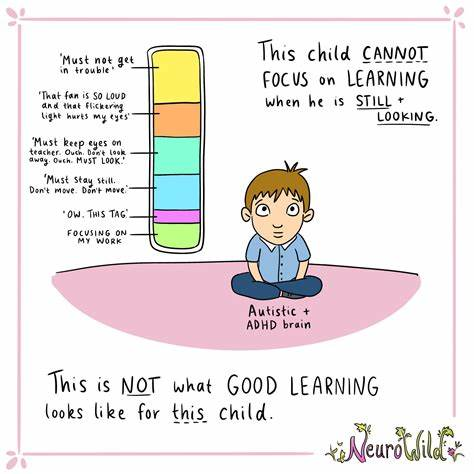 This child CANNOT
FOCUS on LEARNING
when he is STILL +
LOOKING.
'Must not get
in trouble'
'That fan is SO LOUD
and that flickering
light hurts my eyes'
'Must keep eyes on
teacher. Ouch. Don't look
away. Ouch. MUST LOOK.'
'Must stay still.
Don't move. Don't move.'
'OW. THIS TAG'
FOCUSING ON
MY WORK
Autistic +
ADHD brain
This is NOT what GOOD LEARNING
looks like for this child.
NeuroWild